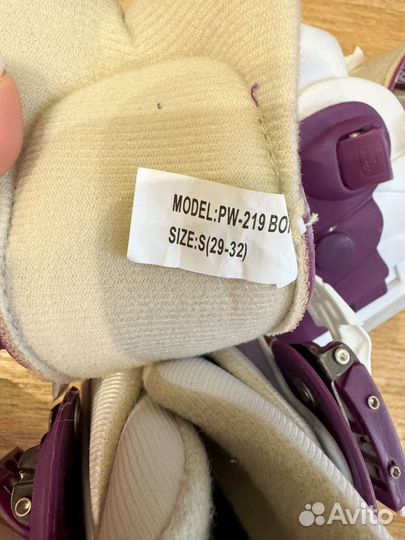 MODEL:PW-219 BO
SIZE:S(29-32)
Avito